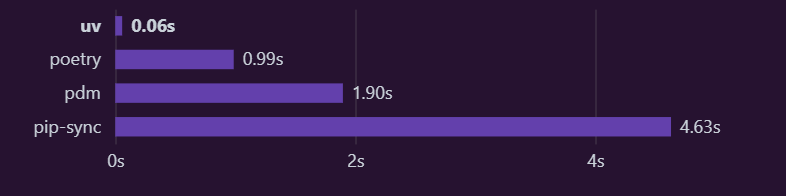 uv 0.06s
poetry 0.99s
pdm 1.90s
pip-sync 4.63s
0s 2s 4s